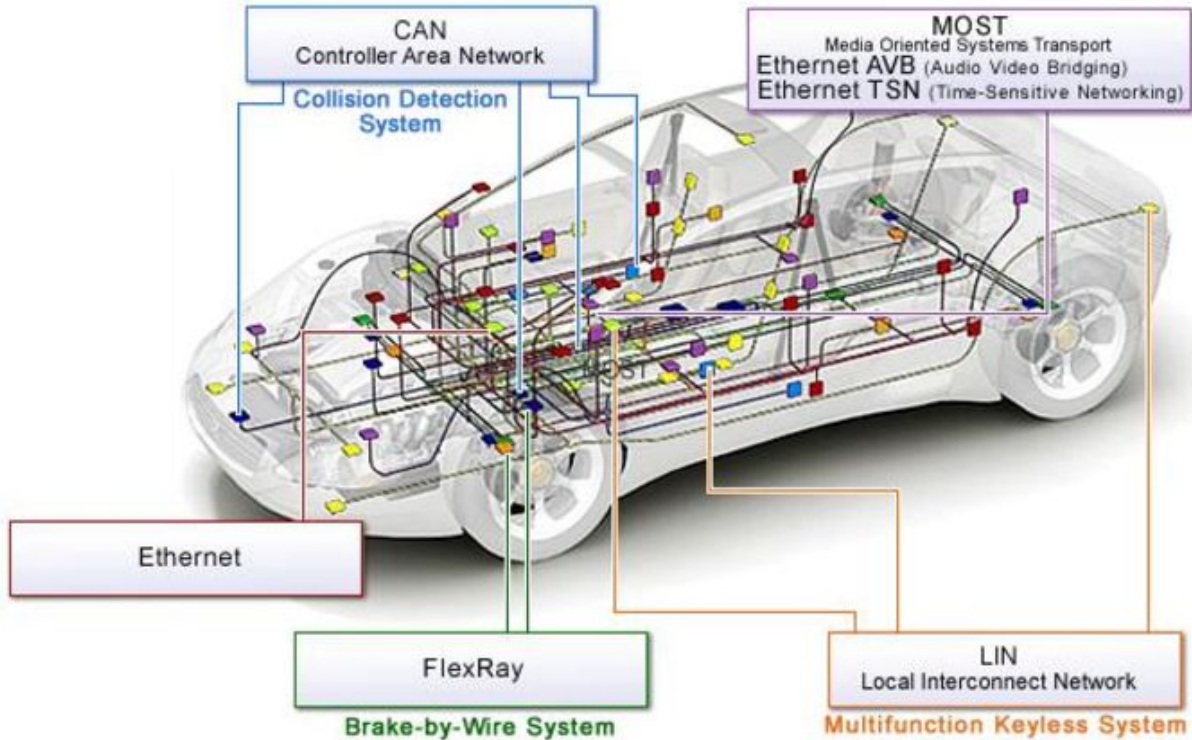 CAN
Controller Area Network
Collision Detection
System
MOST
Media Oriented Systems Transport
Ethernet AVB (Audio Video Bridging)
Ethernet TSN (Time-Sensitive Networking)
MOST
Ethernet
FlexRay
Brake-by-Wire System
LIN
Local Interconnect Network
Multifunction Keyless System